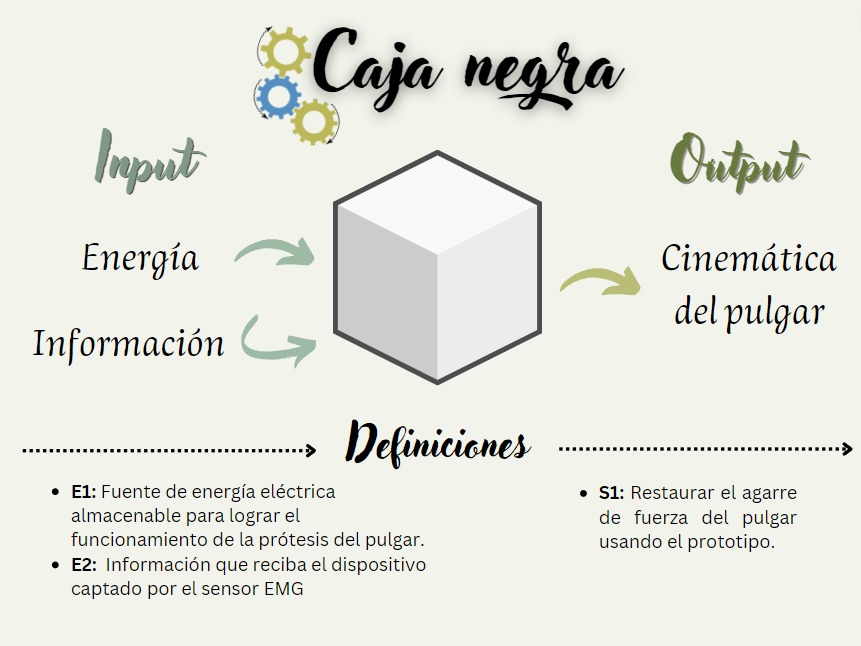 Caja negra
Input
Output
Energía
Información
Cinemática
del pulgar
Definiciones
E1: Fuente de energía eléctrica
almacenable para lograr el
funcionamiento de la prótesis del pulgar.
E2: Información que reciba el dispositivo
captado por el sensor EMG
S1: Restaurar el agarre
de fuerza del pulgar
usando el prototipo.